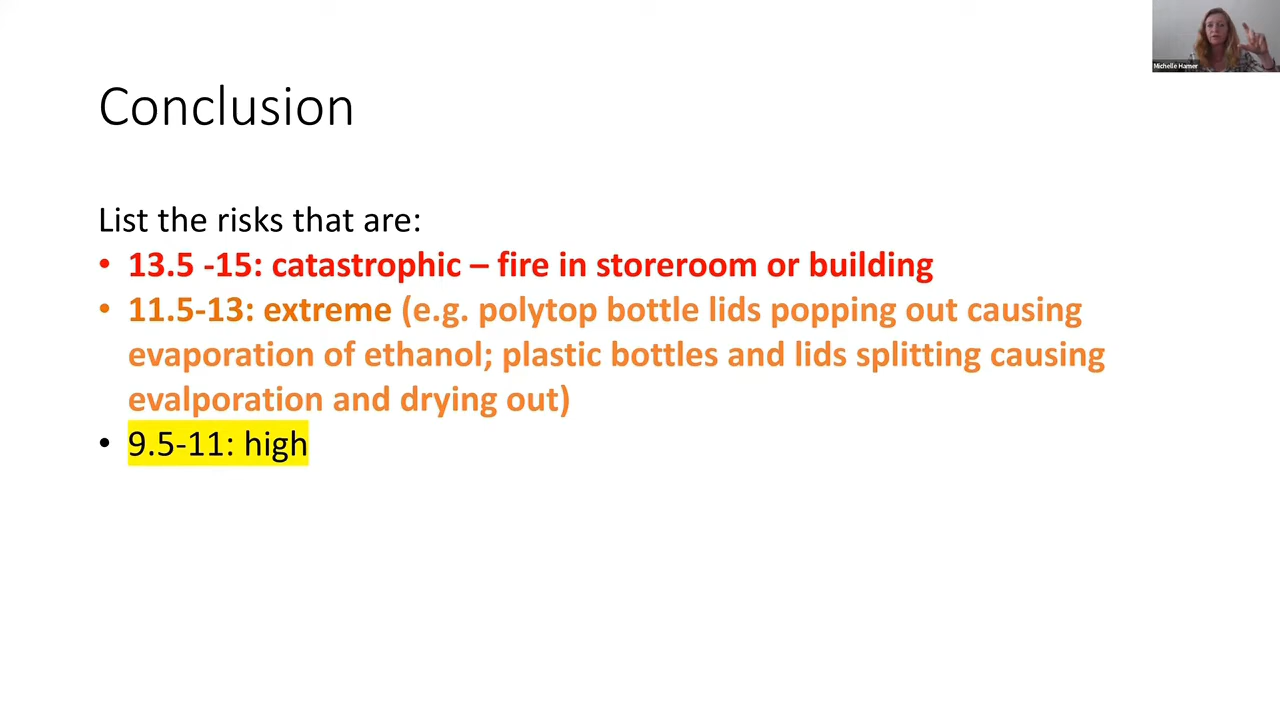 Michelle Hamer
Conclusion
List the risks that are:
• 13.5 -15: catastrophic – fire in storeroom or building
• 11.5-13: extreme (e.g. polytop bottle lids popping out causing
evaporation of ethanol; plastic bottles and lids splitting causing
evalporation and drying out)
• 9.5-11: high